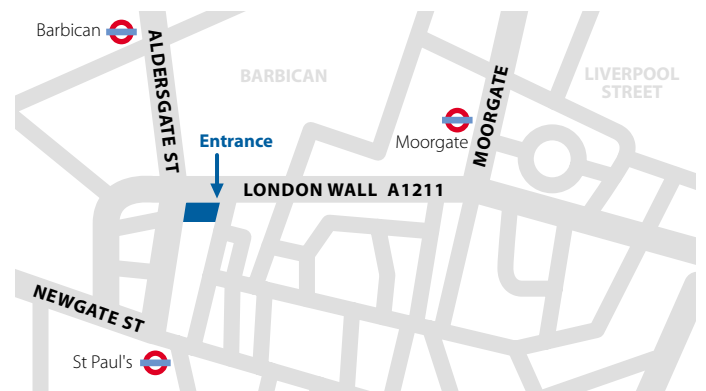 Barbican
ALDERSGATE ST
BARBICAN
LIVERPOOL
STREET
MOORGATE
Moorgate
Entrance
LONDON WALL A1211
NEWGATE ST
St Paul's